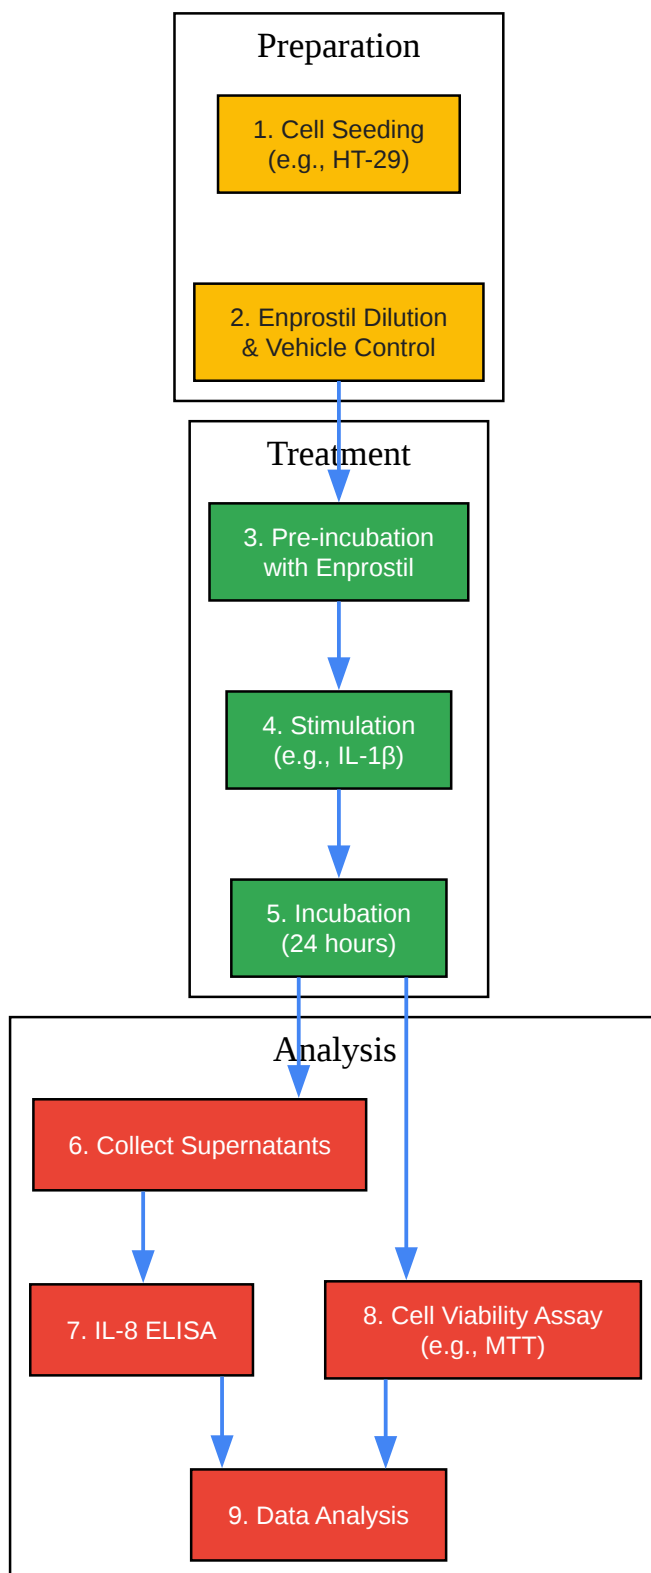 Preparation
1. Cell Seeding
(e.g., HT-29)
2. Enprostil Dilution
& Vehicle Control
Treatment
3. Pre-incubation
with Enprostil
4. Stimulation
(e.g., IL-1β)
5. Incubation
(24 hours)
Analysis
6. Collect Supernatants
7. IL-8 ELISA
8. Cell Viability Assay
(e.g., MTT)
9. Data Analysis